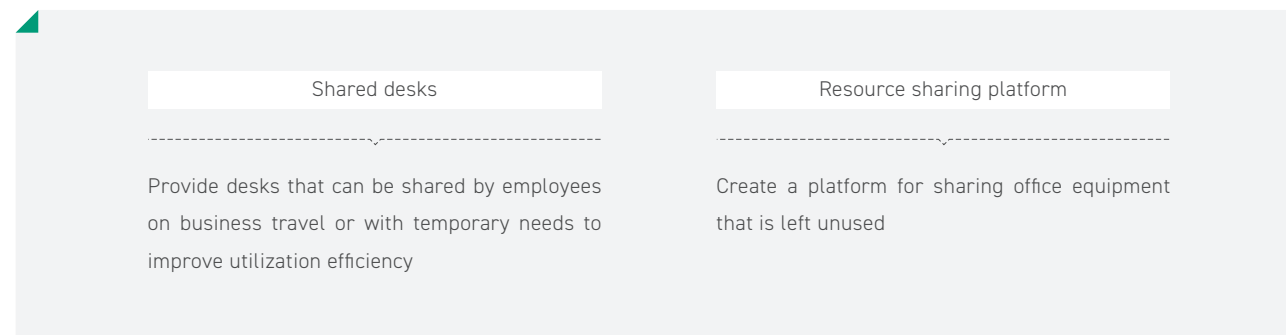 Shared desks
Provide desks that can be shared by employees
on business travel or with temporary needs to
improve utilization efficiency
Resource sharing platform
Create a platform for sharing office equipment
that is left unused